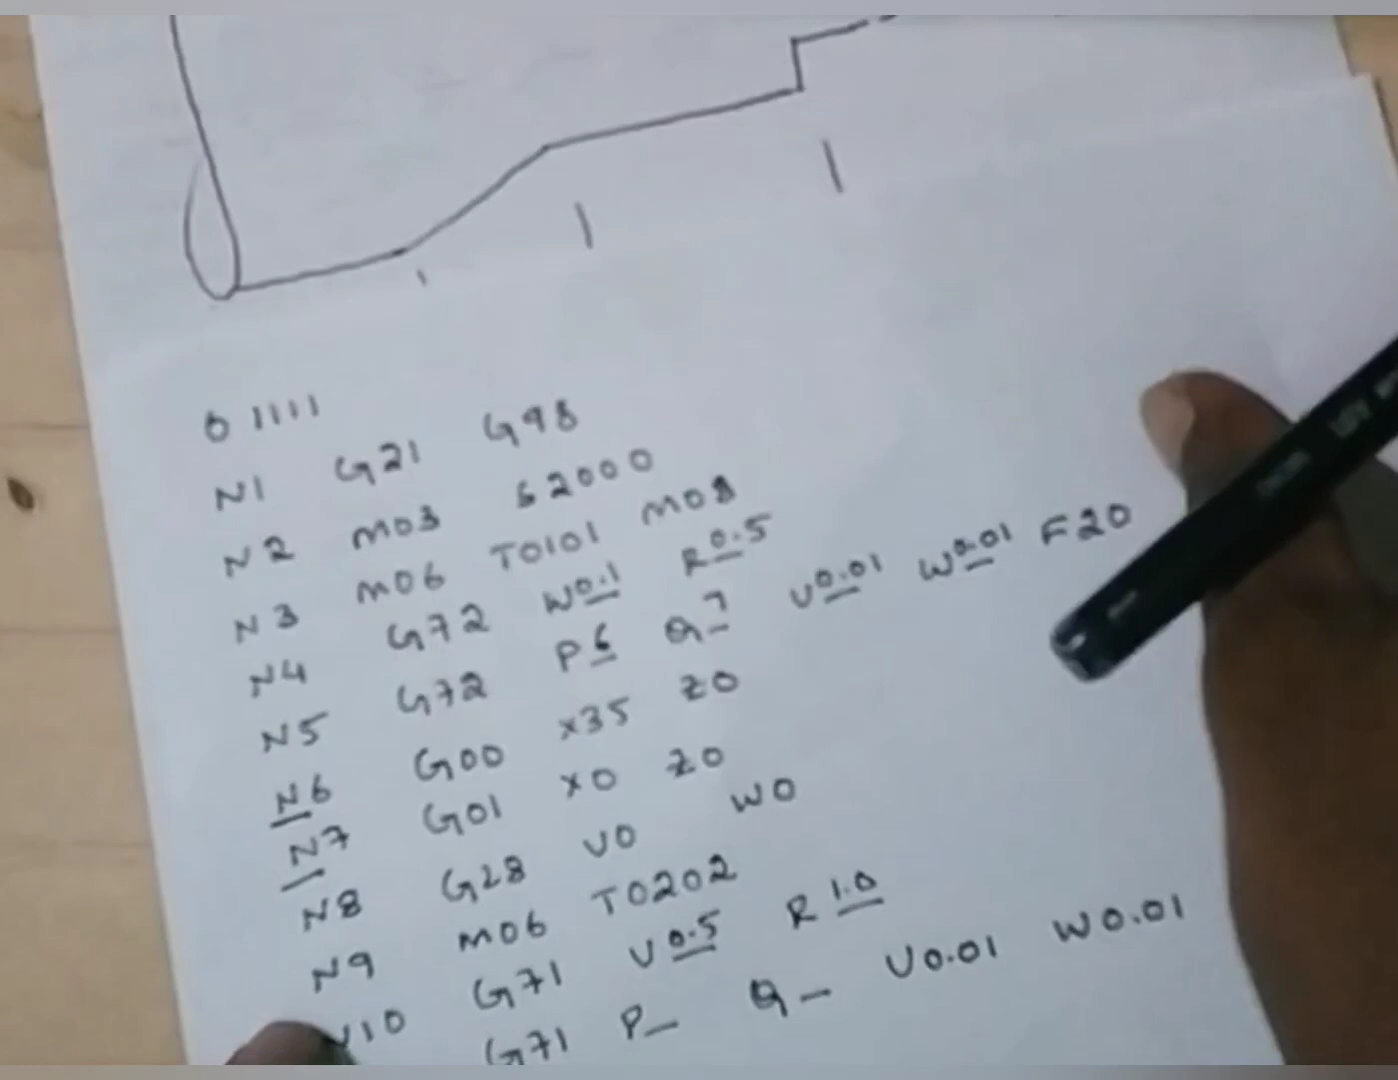 O 1111
N1 G21 G98
N2 M03 S2000
N3 M06 T0101 M08
N4 G72 W0.1 R0.5
N5 G72 P6 Q7 U0.01 W0.01 F20
N6 G00 X35 Z0
N7 G01 X0 Z0
N8 G28 U0 W0
N9 M06 T0202
N10 G71 U0.5 R1.0
G71 P_ Q_ U0.01 W0.01